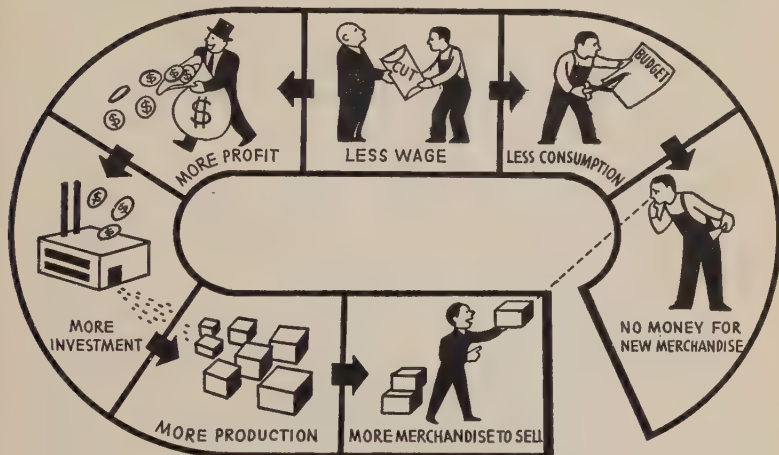 CUT
BUDGET
$
$
$
$
$
$
MORE PROFIT
LESS WAGE
LESS CONSUMPTION
$
$
$
MORE
INVESTMENT
NO MONEY FOR
NEW MERCHANDISE
MORE PRODUCTION
MORE MERCHANDISE TO SELL